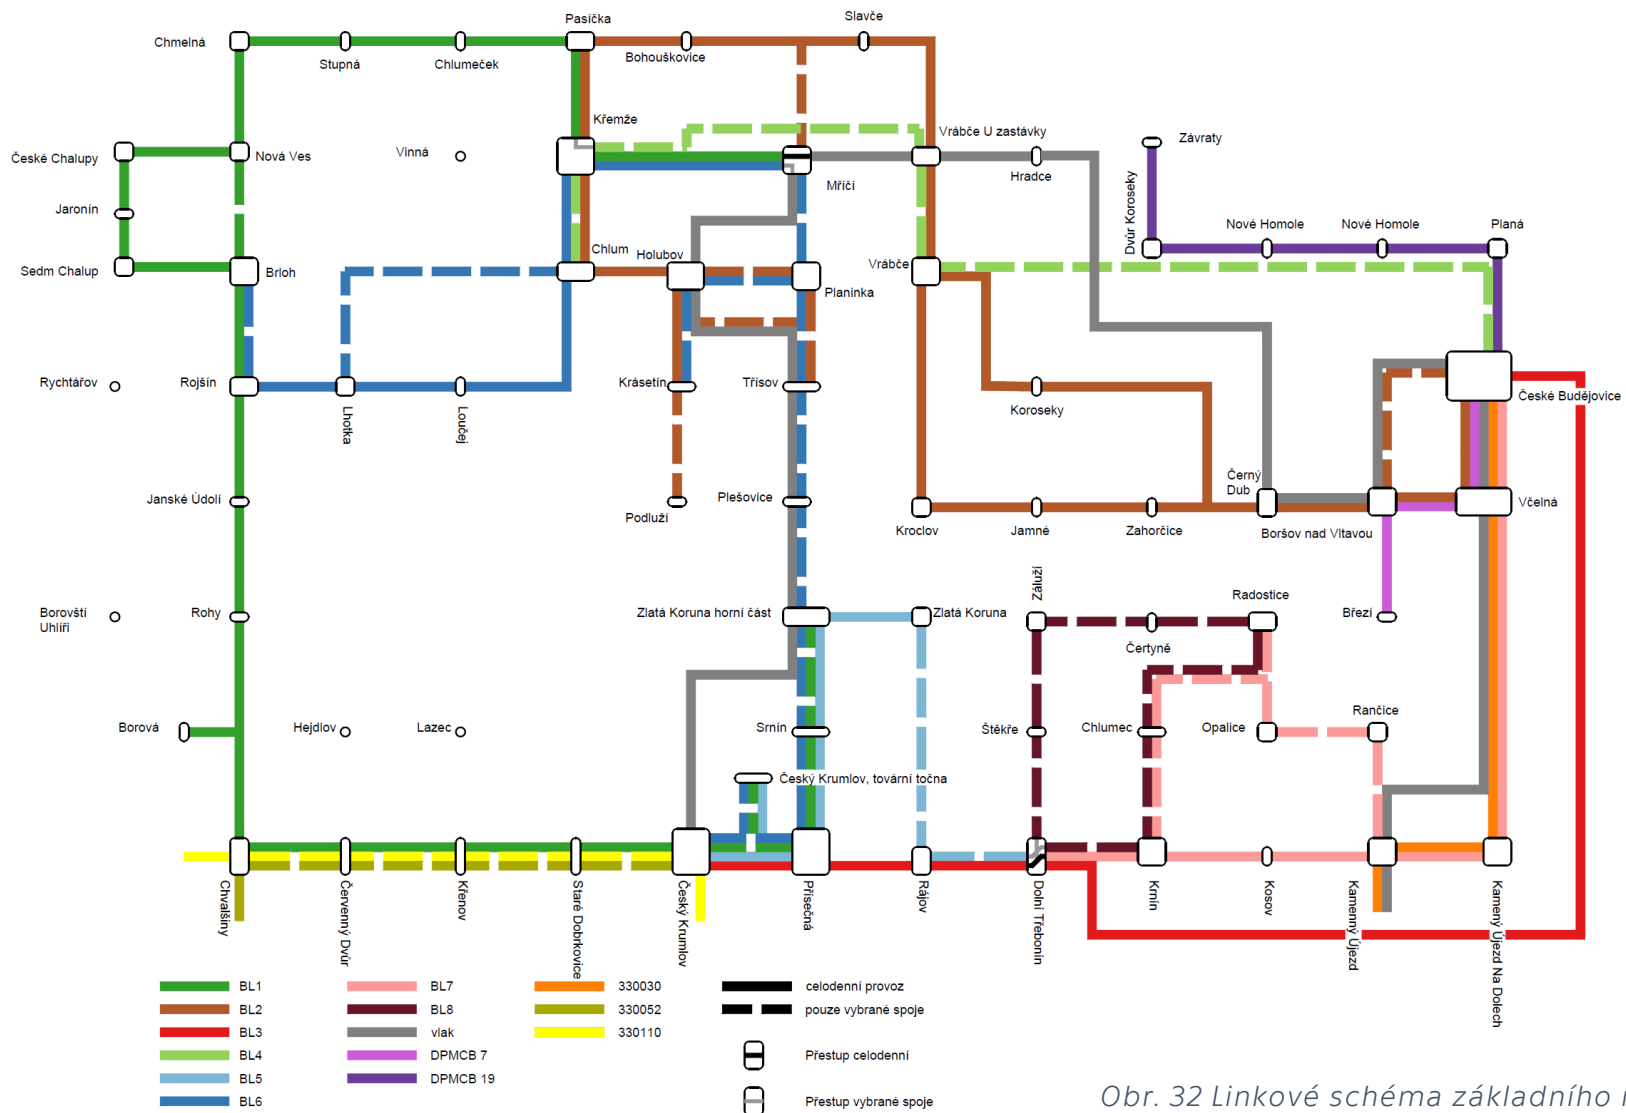 Pasíčka
Slavče
Chmelná
Stupná
Chlumeček
Bohouškovice
Křemže
Vrábče U zastávky
Závraty
České Chalupy
Nová Ves
Vinná
Mříčí
Hradce
Jaronín
Dvůr Koroseky
Nové Homole
Nové Homole
Planá
Sedm Chalup
Brloh
Chlum
Holubov
Planinka
Vrábče
Rychtářov
Rojšín
Lhotka
Loučej
Krásetín
Třísov
Koroseky
České Budějovice
Janské Údolí
Podluží
Plešovice
Kroclov
Jamné
Zahorčice
Černý
Dub
Boršov nad Vltavou
Včelná
Borovští
Uhlíři
Rohy
Zlatá Koruna horní část
Zlatá Koruna
Záluží
Čertyně
Radostice
Březí
Borová
Hejdlov
Lazec
Srnín
Štěkře
Chlumec
Opalice
Rančice
Český Krumlov, tovární točna
Chvalšiny
Červenný Dvůr
Křenov
Staré Dobrkovice
Český Krumlov
Přísečná
Rájov
Dolní Třebonín
Krnín
Kosov
Kamenný Újezd
Kamený Újezd Na Dolech
BL1
BL2
BL3
BL4
BL5
BL6
BL7
BL8
vlak
DPMCB 7
DPMCB 19
330030
330052
330110
celodenní provoz
pouze vybrané spoje
Přestup celodenní
Přestup vybrané spoje
Obr. 32 Linkové schéma základního